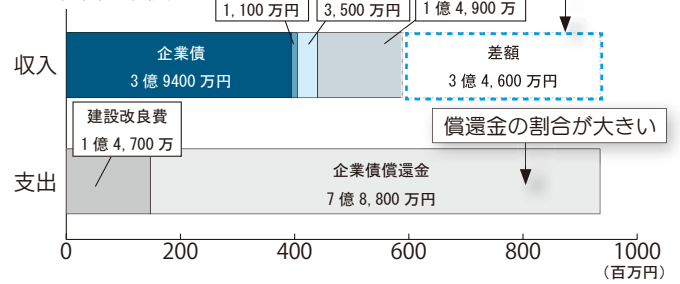 1,100 万円
3,500 万円
1 億 4,900 万
収入
企業債
3 億 9400 万円
差額
3 億 4,600 万円
建設改良費
1 億 4,700 万
償還金の割合が大きい
支出
企業債償還金
7 億 8,800 万円
0 200 400 600 800 1000
（百万円）